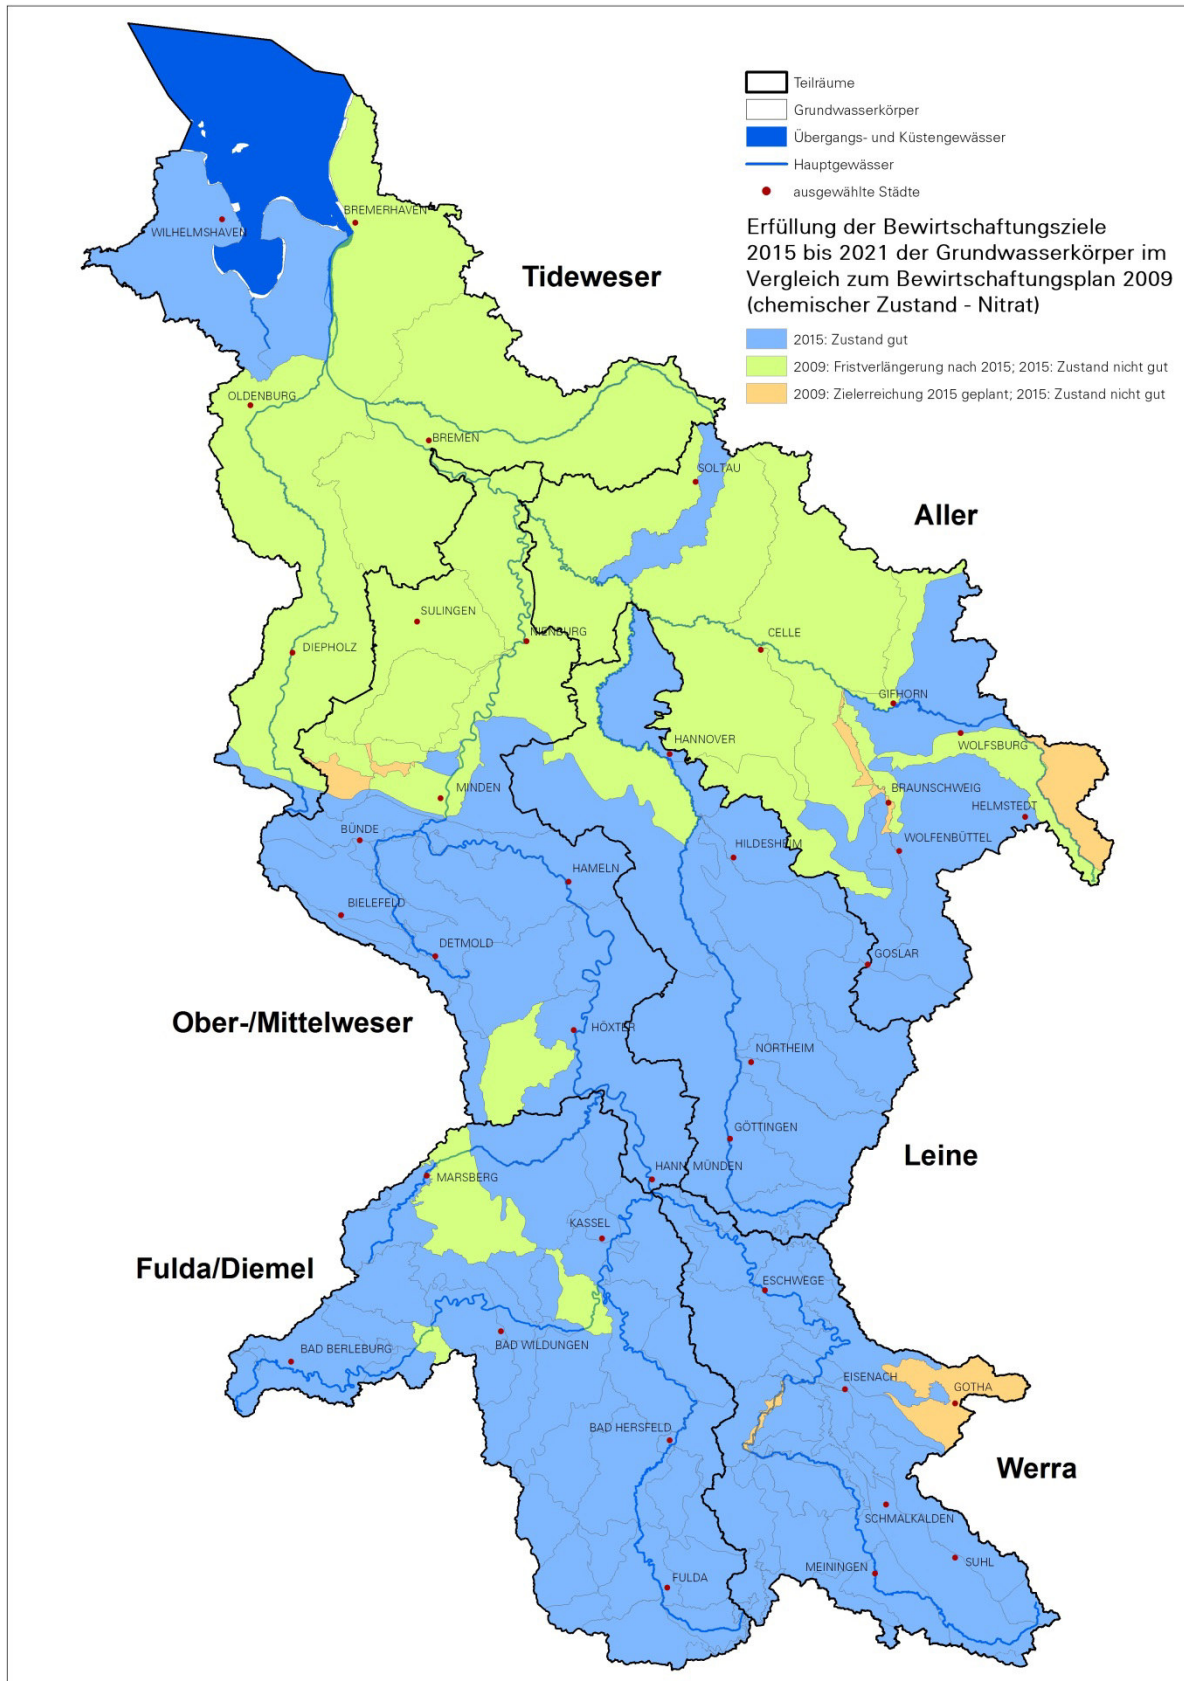 Teilräume
Grundwasserkörper
Übergangs- und Küstengewässer
Hauptgewässer
ausgewählte Städte
Erfüllung der Bewirtschaftungsziele
2015 bis 2021 der Grundwasserkörper im
Vergleich zum Bewirtschaftungsplan 2009
(chemischer Zustand - Nitrat)
2015: Zustand gut
2009: Fristverlängerung nach 2015; 2015: Zustand nicht gut
2009: Zielerreichung 2015 geplant; 2015: Zustand nicht gut
BREMERHAVEN
WILHELMSHAVEN
Tideweser
OLDENBURG
BREMEN
SOLTAU
Aller
SULINGEN
NIENBURG
CELLE
DIEPHOLZ
GIFHORN
HANNOVER
WOLFSBURG
MINDEN
BRAUNSCHWEIG
HELMSTEDT
BÜNDE
WOLFENBÜTTEL
HILDESHEIM
HAMELN
BIELEFELD
DETMOLD
GOSLAR
Ober-/Mittelweser
HÖXTER
NORTHEIM
GÖTTINGEN
Leine
HANN. MÜNDEN
MARSBERG
KASSEL
Fulda/Diemel
ESCHWEGE
BAD WILDUNGEN
BAD BERLEBURG
EISENACH
GOTHA
BAD HERSFELD
Werra
SCHMALKALDEN
SUHL
MEININGEN
FULDA